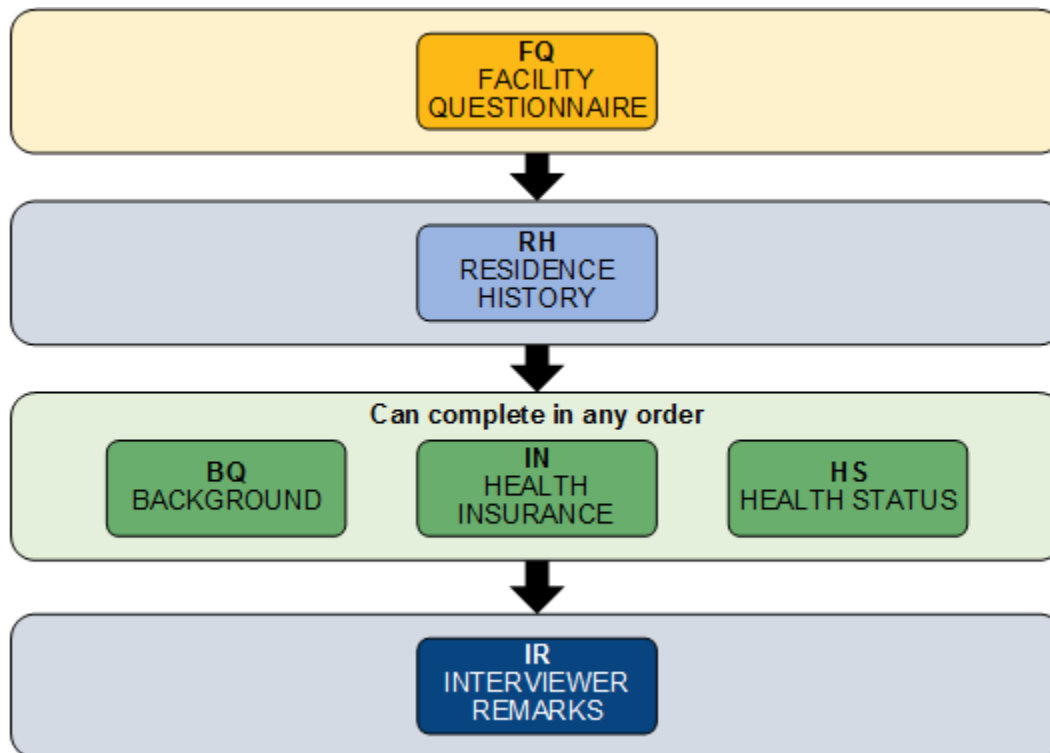 FQ
FACILITY
QUESTIONNAIRE
RH
RESIDENCE
HISTORY
Can complete in any order
BQ
BACKGROUND
IN
HEALTH
INSURANCE
HS
HEALTH STATUS
IR
INTERVIEWER
REMARKS